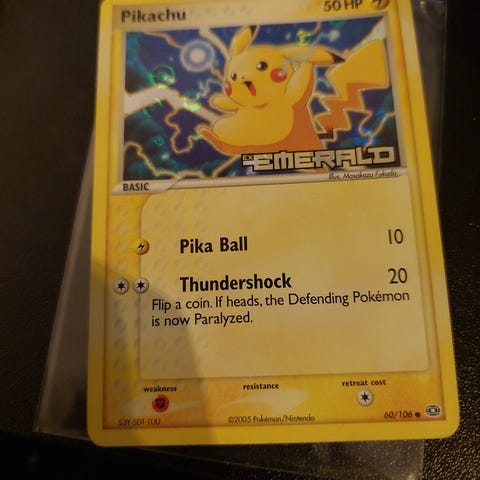 Pikachu 50 HP
EX EMERALD
Illus. Masakazu Fukuda
BASIC
Pika Ball 10
Thundershock 20
Flip a coin. If heads, the Defending Pokémon
is now Paralyzed.
weakness resistance retreat cost
©2005 Pokémon/Nintendo 60/106